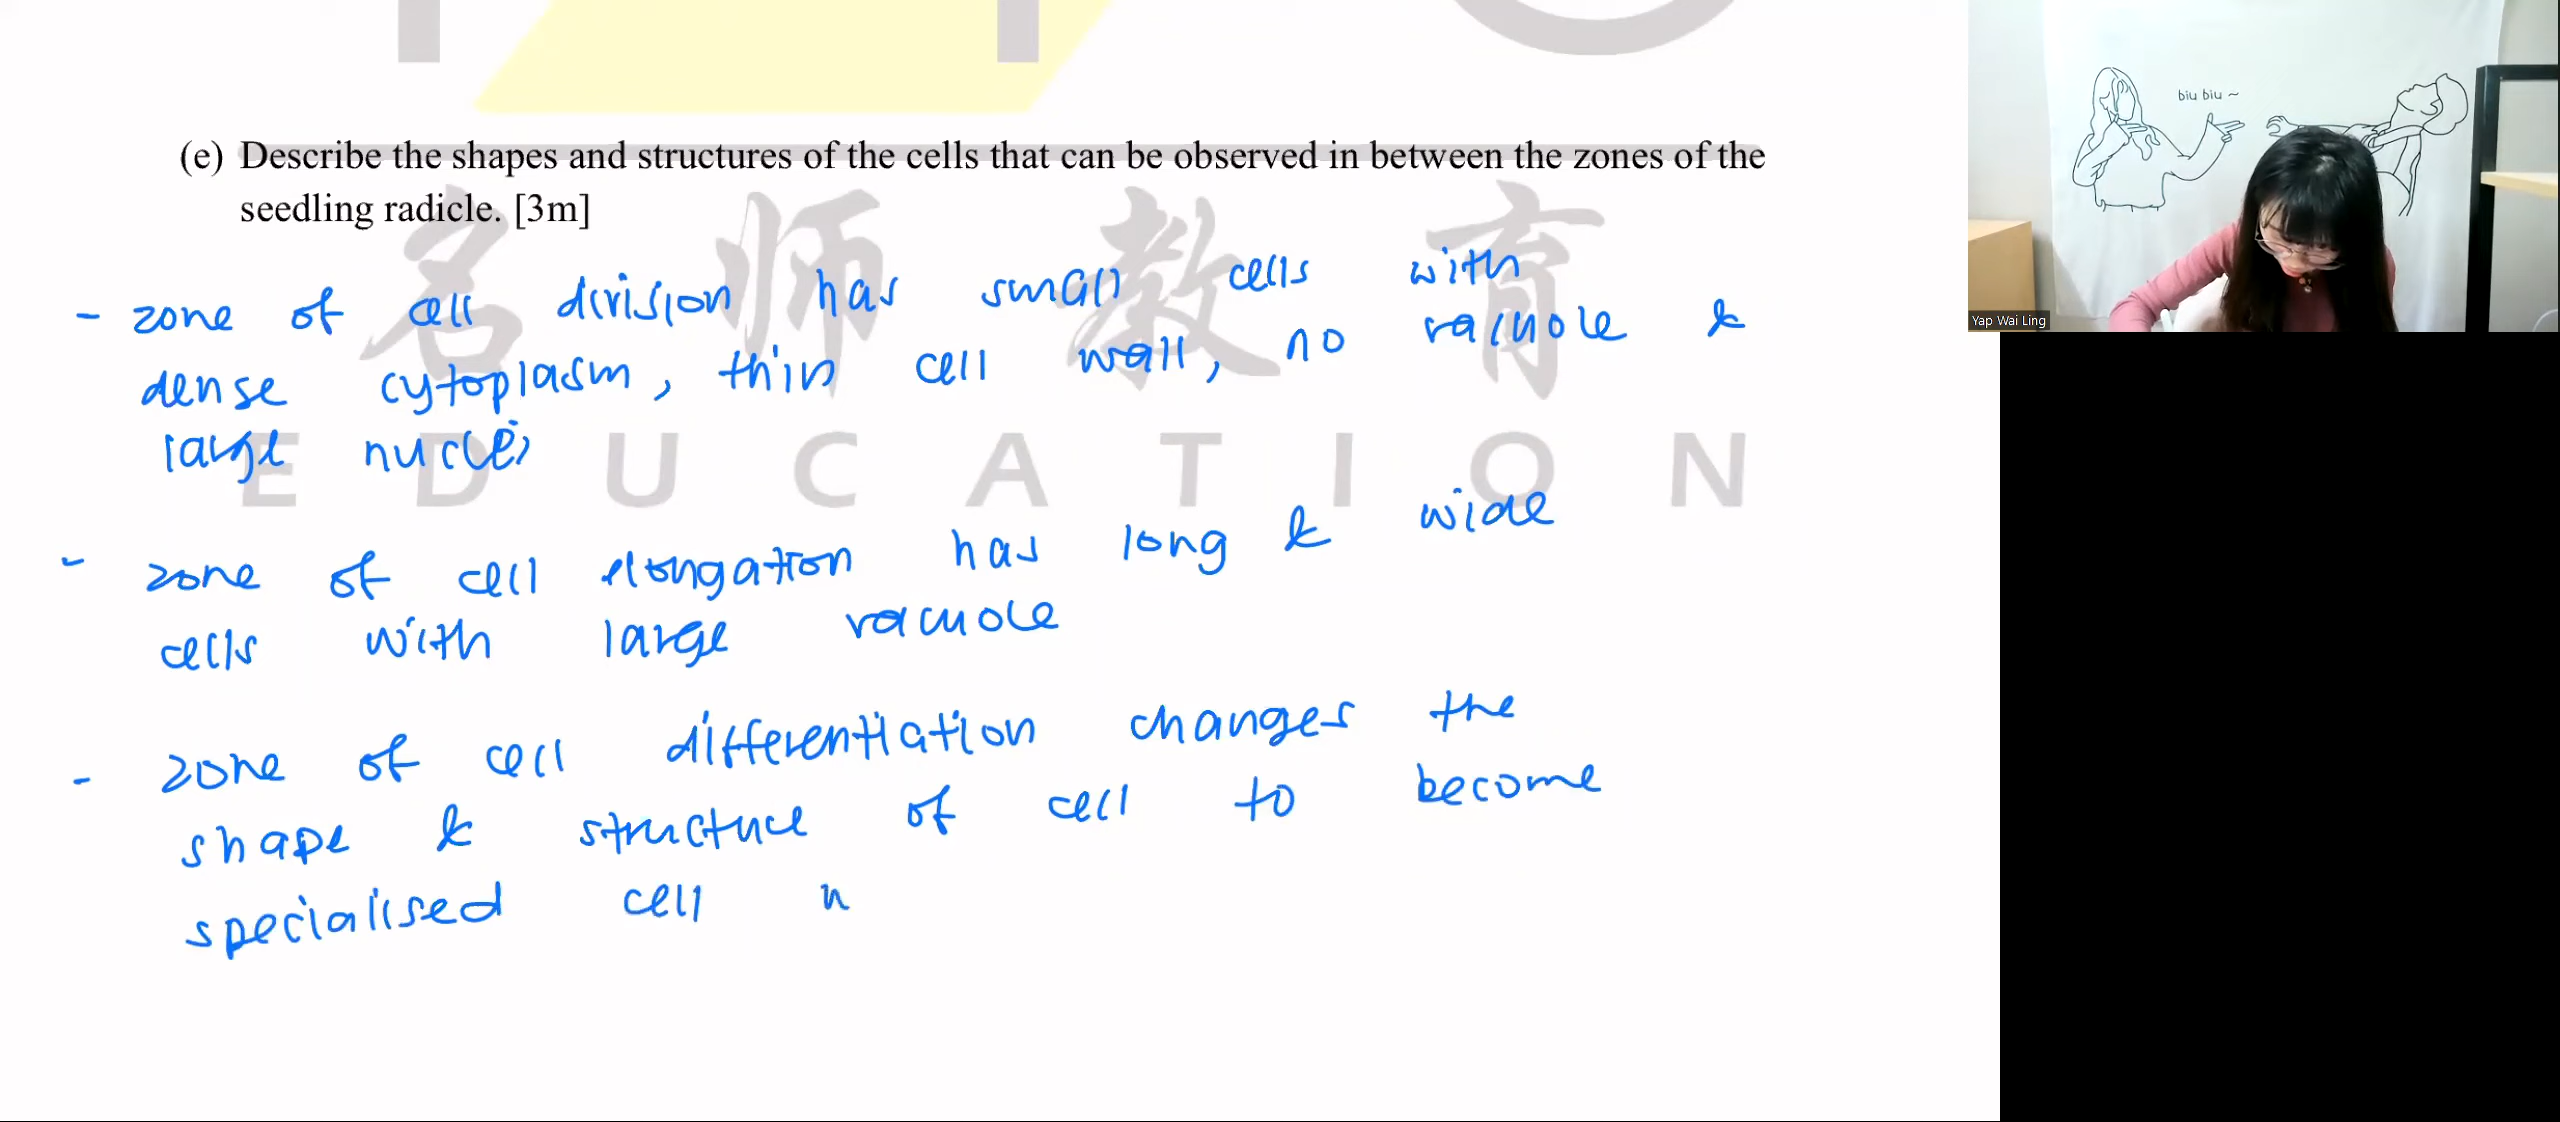 (e) Describe the shapes and structures of the cells that can be observed in between the zones of the
seedling radicle. [3m]
- zone of cell division has small cells with
dense cytoplasm, thin cell wall, no vacuole &
large nuclei
- zone of cell elongation has long & wide
cells with large vacuole
- zone of cell differentiation changes the
shape & structure of cell to become
specialised cell w
名师教育
EDUCATION
biu biu ~
Yap Wai Ling